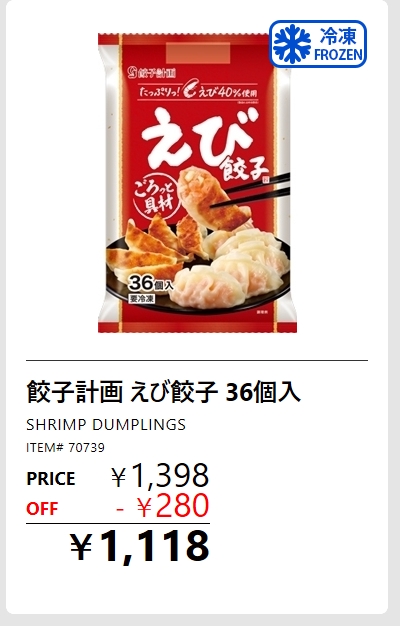 冷凍
FROZEN
餃子計画
たっぷりっ! えび40%使用
えび
餃子
ごろっと
具材
36個入
要冷凍
餃子計画 えび餃子 36個入
SHRIMP DUMPLINGS
ITEM# 70739
PRICE ¥1,398
OFF - ¥280
¥1,118